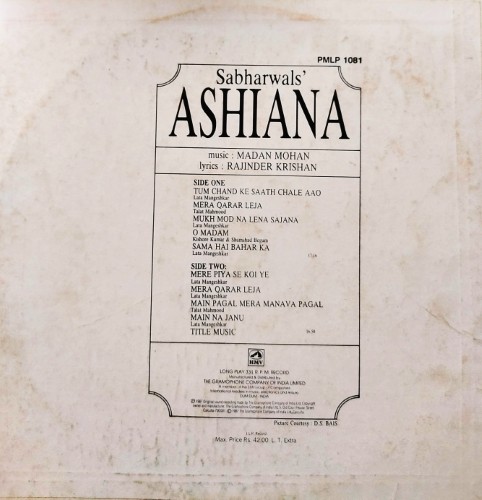 PMLP 1081
Sabharwals'
ASHIANA
music : MADAN MOHAN
lyrics : RAJINDER KRISHAN
SIDE ONE
TUM CHAND KE SAATH CHALE AAO
Lata Mangeshkar
MERA QARAR LEJA
Talat Mahmood
MUKH MOD NA LENA SAJANA
Lata Mangeshkar
O MADAM
Kishore Kumar & Shamshad Begum
SAMA HAI BAHAR KA
Lata Mangeshkar
SIDE TWO:
MERE PIYA SE KOI YE
Lata Mangeshkar
MERA QARAR LEJA
Lata Mangeshkar
MAIN PAGAL MERA MANAVA PAGAL
Talat Mahmood
MAIN NA JANU
Lata Mangeshkar
TITLE MUSIC
HMV
LONG PLAY 33⅓ R. P. M. RECORD
Manufactured & Distributed by
THE GRAMOPHONE COMPANY OF INDIA LIMITED
Picture Courtesy : D.S. BAIS
Max. Price Rs. 42.00. L. T. Extra